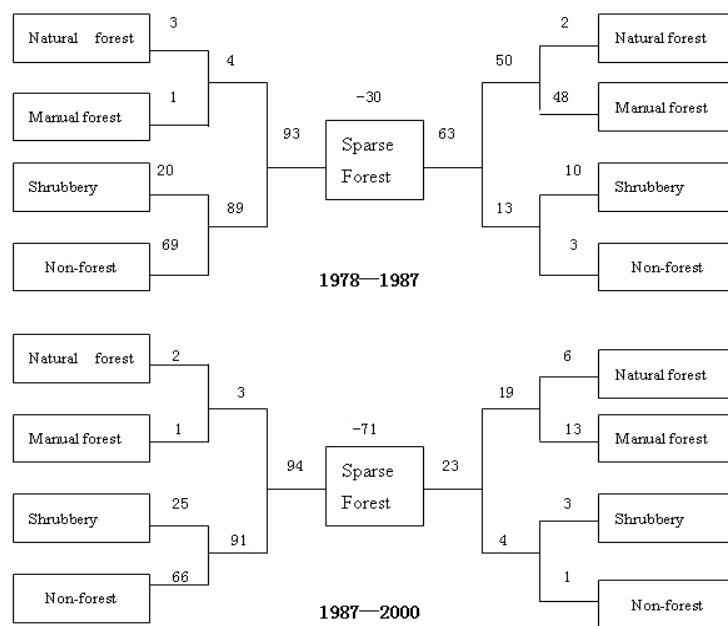 3
2
Natural forest
4
50
Natural forest
1
-30
48
Manual forest
93
Sparse
Forest
63
Manual forest
Shrubbery
20
89
13
10
Shrubbery
69
3
Non-forest
Non-forest
1978—1987
Natural forest
2
6
Natural forest
3
19
Manual forest
1
-71
13
Manual forest
94
Sparse
Forest
23
Shrubbery
25
3
Shrubbery
91
4
66
1
Non-forest
Non-forest
1987—2000